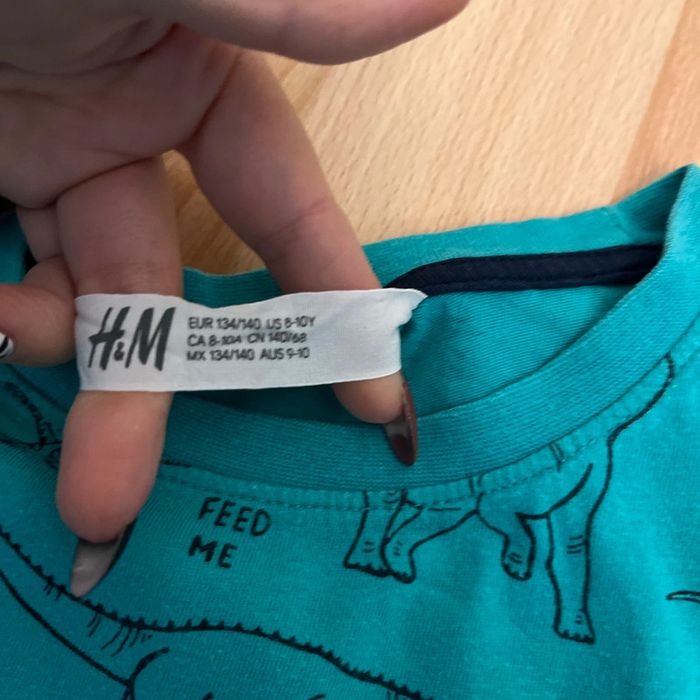 H&M
EUR 134/140 US 8-10Y
CA 8-10A CN 140/68
MX 134/140 AUS 9-10
FEED
ME